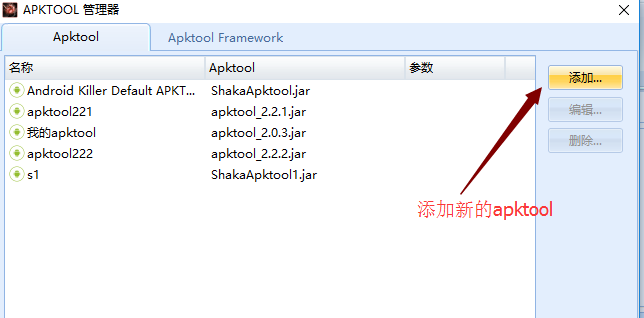 APKTOOL 管理器
Apktool
Apktool Framework
名称 Apktool 参数
Android Killer Default APKT... ShakaApktool.jar
apktool221 apktool_2.2.1.jar
我的apktool apktool_2.0.3.jar
apktool222 apktool_2.2.2.jar
s1 ShakaApktool1.jar
添加...
编辑...
删除...
添加新的apktool